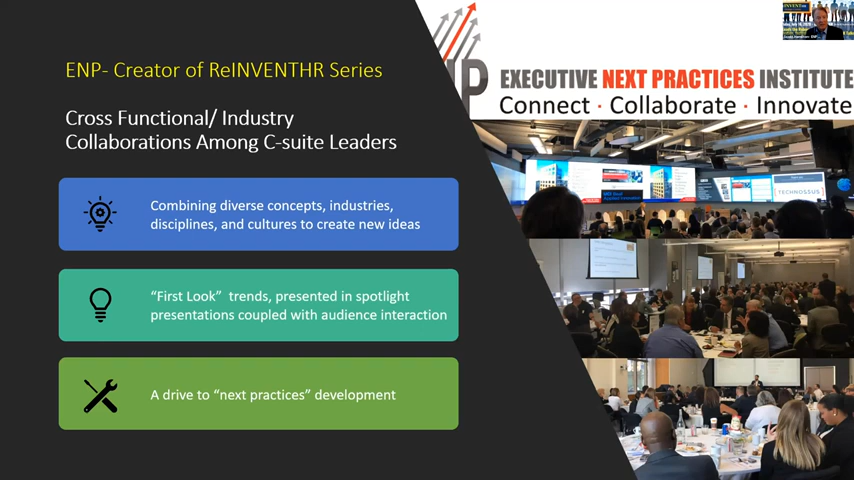 ENP- Creator of ReINVENTHR Series
Cross Functional/ Industry
Collaborations Among C-suite Leaders
Combining diverse concepts, industries,
disciplines, and cultures to create new ideas
“First Look”  trends, presented in spotlight
presentations coupled with audience interaction
A drive to “next practices” development
EXECUTIVE NEXT PRACTICES INSTITUTE
Connect · Collaborate · Innovate
TECHNOSSUS